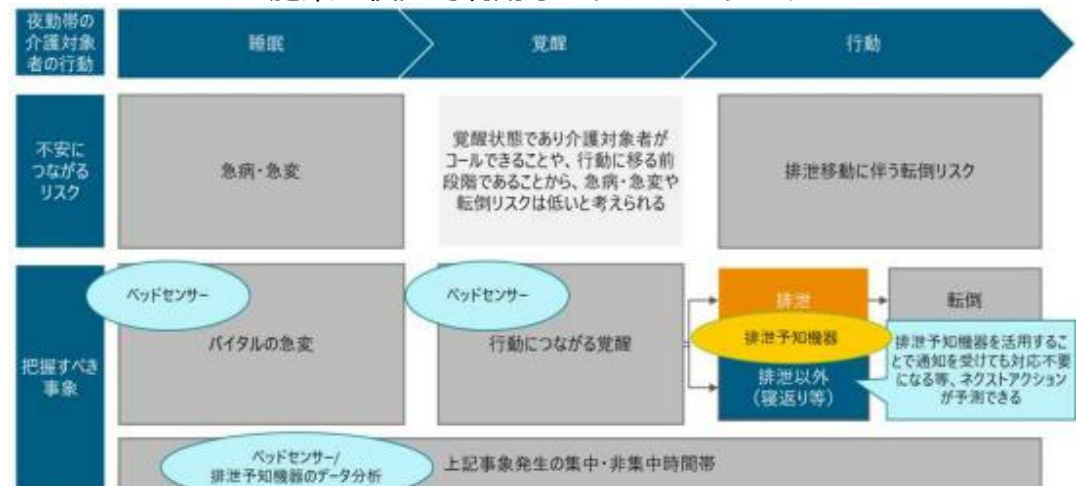 夜勤帯の
介護対象
者の行動
睡眠
覚醒
行動
不安に
つながる
リスク
急病・急変
覚醒状態であり介護対象者が
コールできることや、行動に移る前
段階であることから、急病・急変や
転倒リスクは低いと考えられる
排泄移動に伴う転倒リスク
把握すべき
事象
ベッドセンサー
バイタルの急変
ベッドセンサー
行動につながる覚醒
排泄
転倒
排泄予知機器
排泄以外
(寝返り等)
排泄予知機器を活用するこ
とで通知を受けても対応不要
になる等、ネクストアクション
が予測できる
ベッドセンサー/
排泄予知機器のデータ分析
上記事象発生の集中・非集中時間帯